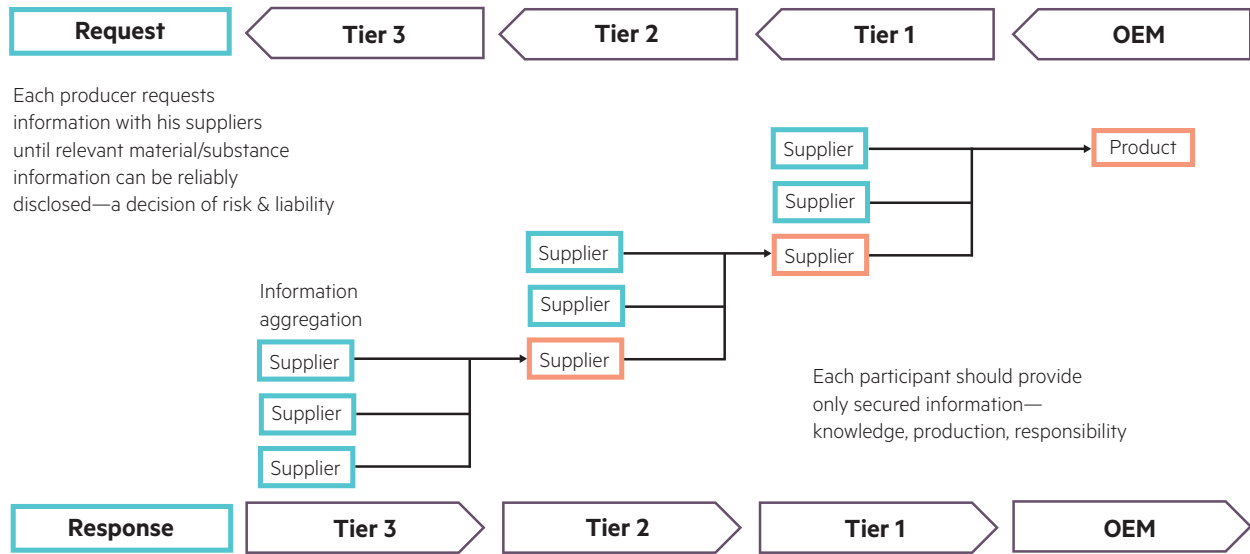 Request
Tier 3
Tier 2
Tier 1
OEM
Each producer requests
information with his suppliers
until relevant material/substance
information can be reliably
disclosed—a decision of risk & liability
Supplier
Product
Supplier
Supplier
Supplier
Supplier
Supplier
Information
aggregation
Supplier
Supplier
Supplier
Each participant should provide
only secured information—
knowledge, production, responsibility
Response
Tier 3
Tier 2
Tier 1
OEM